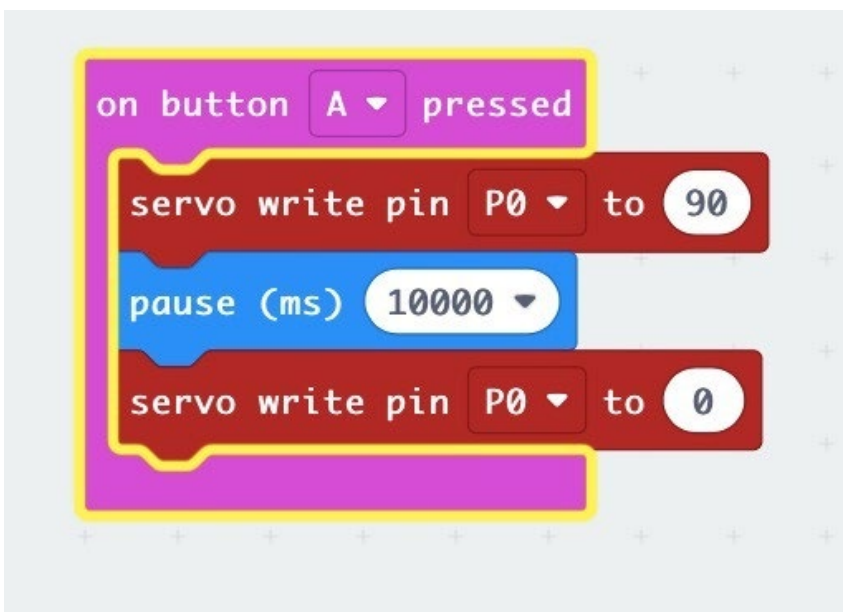 on button A pressed
servo write pin P0 to 90
pause (ms) 10000
servo write pin P0 to 0